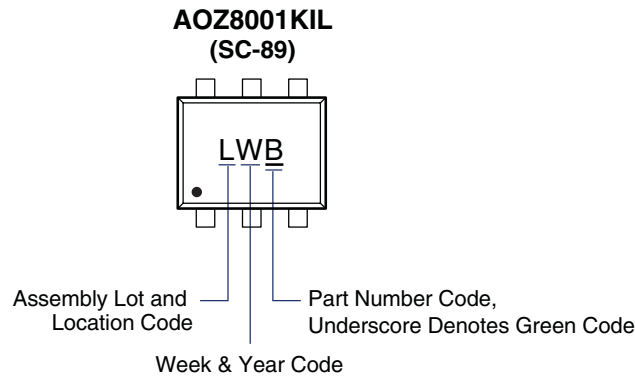 AOZ8001KIL
(SC-89)
LWB
Assembly Lot and
Location Code
Part Number Code,
Underscore Denotes Green Code
Week & Year Code